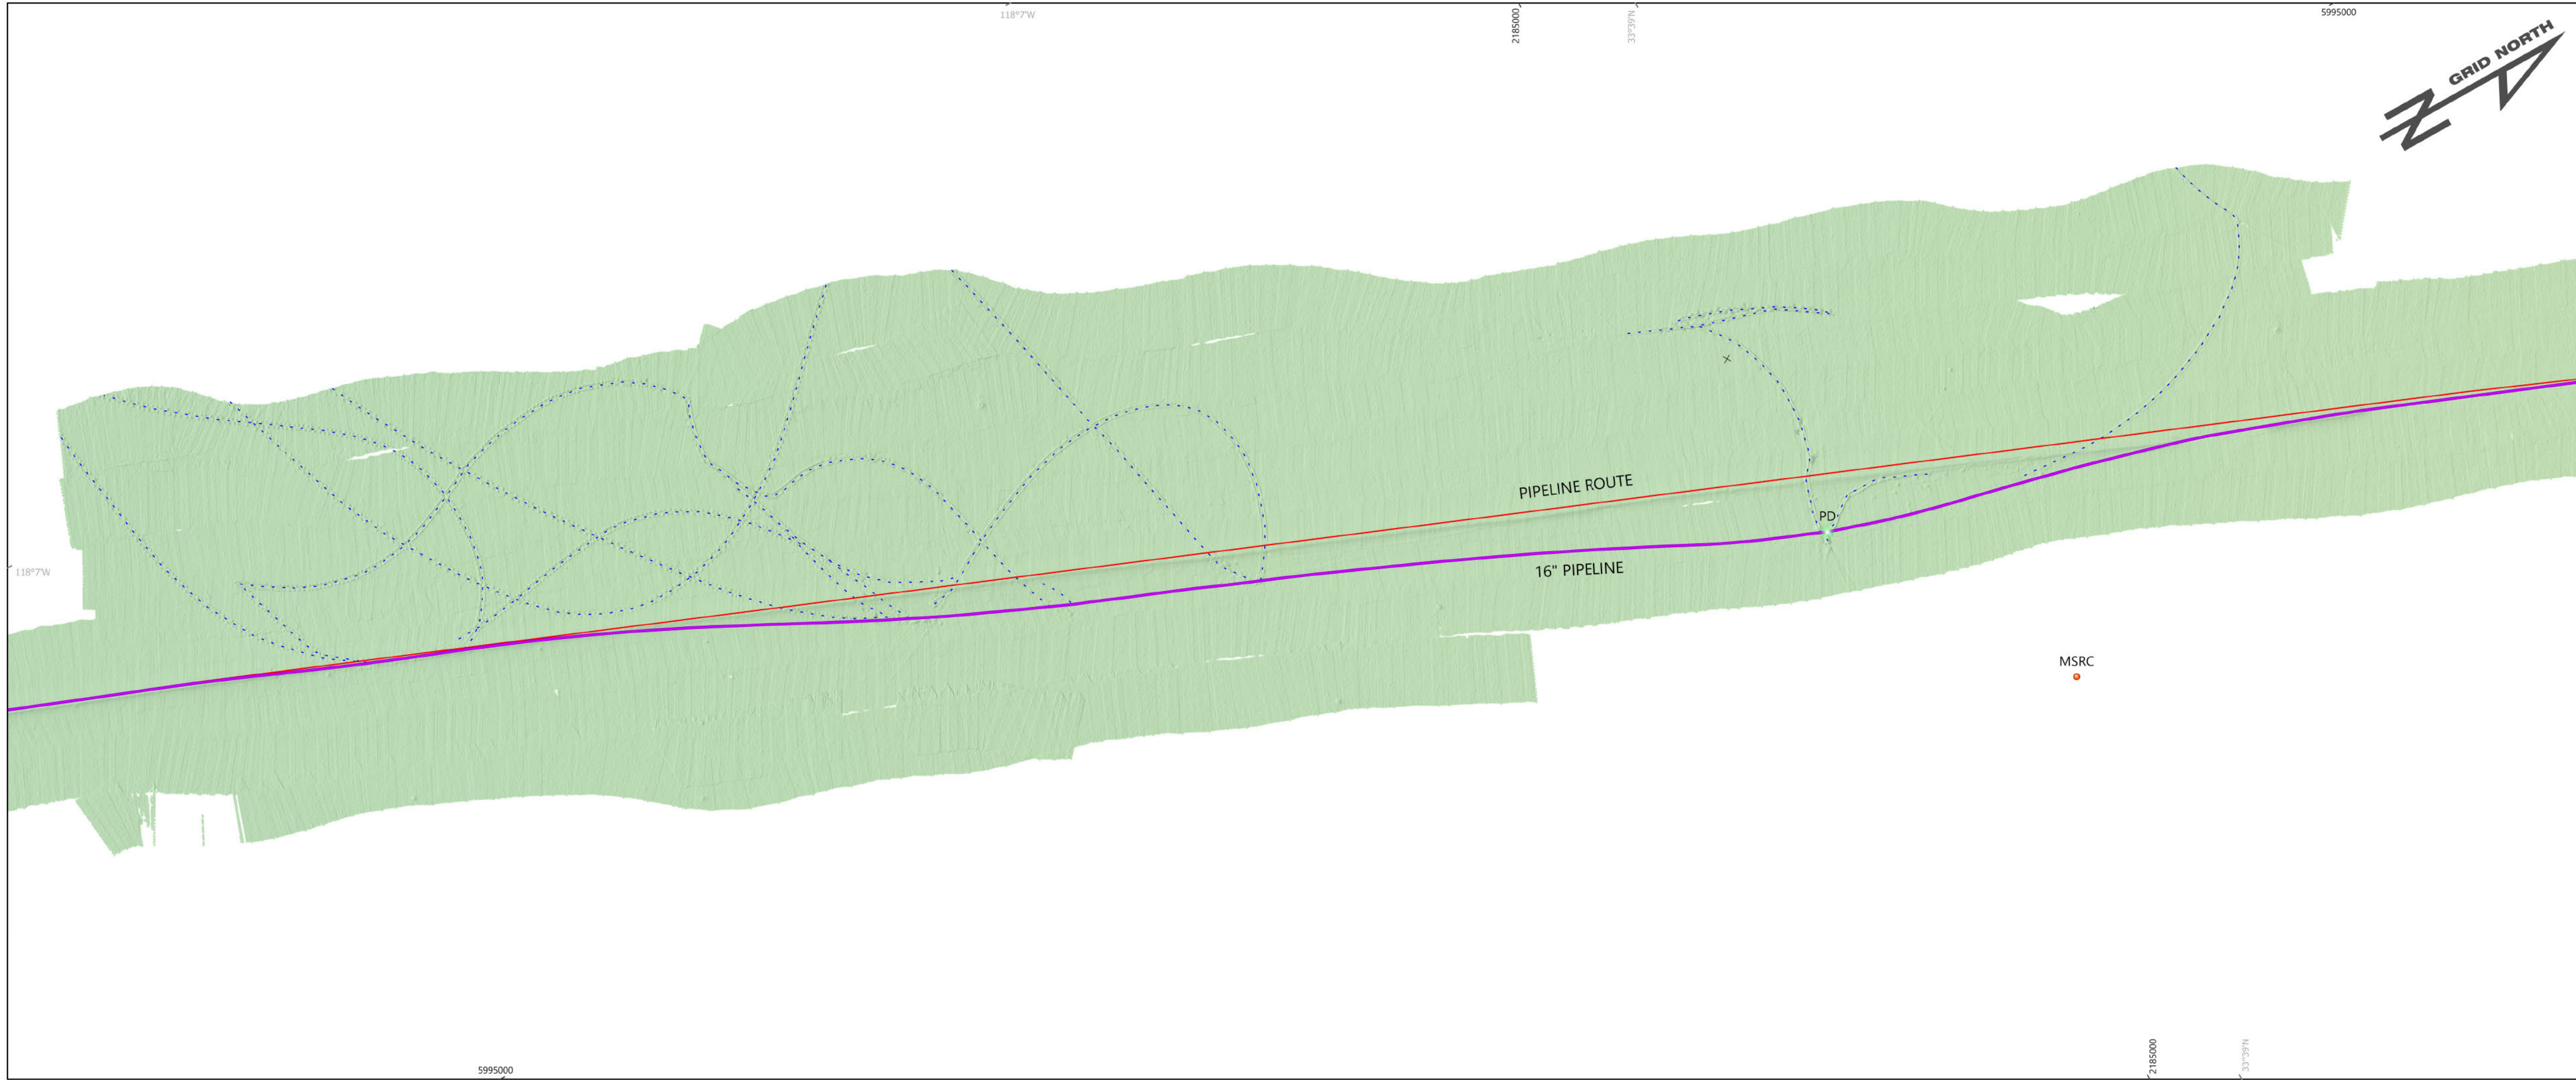 118°7'W
2185000
33°39'N
5995000
GRID NORTH
N
PIPELINE ROUTE
PD
16" PIPELINE
118°7'W
MSRC
5995000
2185000
33°39'N